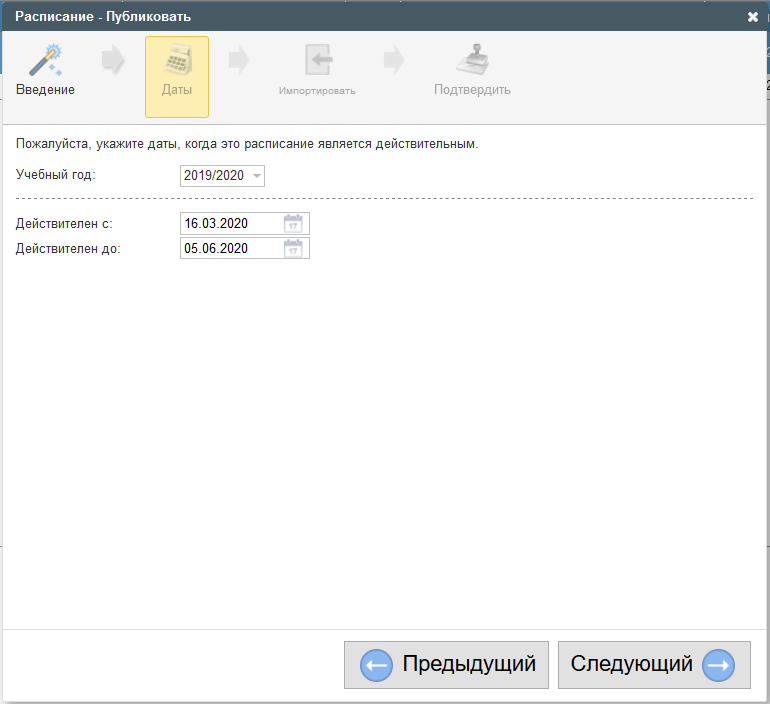 Расписание - Публиковать
Введение
Даты
Импортировать
Подтвердить
Пожалуйста, укажите даты, когда это расписание является действительным.
Учебный год: 2019/2020
Действителен с: 16.03.2020
Действителен до: 05.06.2020
Предыдущий Следующий